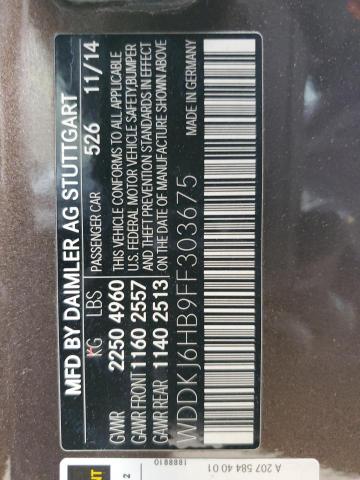 MFD BY DAIMLER AG STUTTGART
526 11/14
KG LBS PASSENGER CAR
GVWR 2250 4960
GAWR FRONT 1160 2557
GAWR REAR 1140 2513
THIS VEHICLE CONFORMS TO ALL APPLICABLE
U.S. FEDERAL MOTOR VEHICLE SAFETY,BUMPER
AND THEFT PREVENTION STANDARDS IN EFFECT
ON THE DATE OF MANUFACTURE SHOWN ABOVE
MADE IN GERMANY
WDDKJ6HB9FF303675
A 207 584 40 01